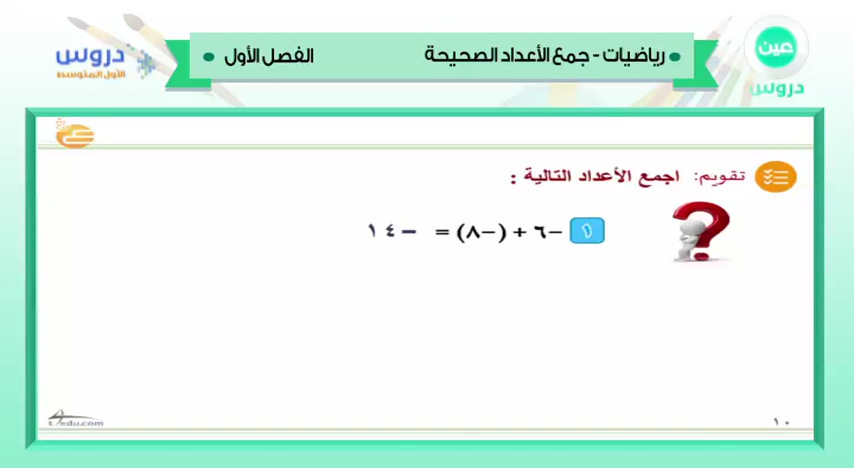 عين
دروس
رياضيات - جمع الأعداد الصحيحة
الفصل الأول
دروس
الأول المتوسط
تقويم: اجمع الأعداد التالية :
١ −٦ + (−٨) = − ١٤
t4edu.com
١٠